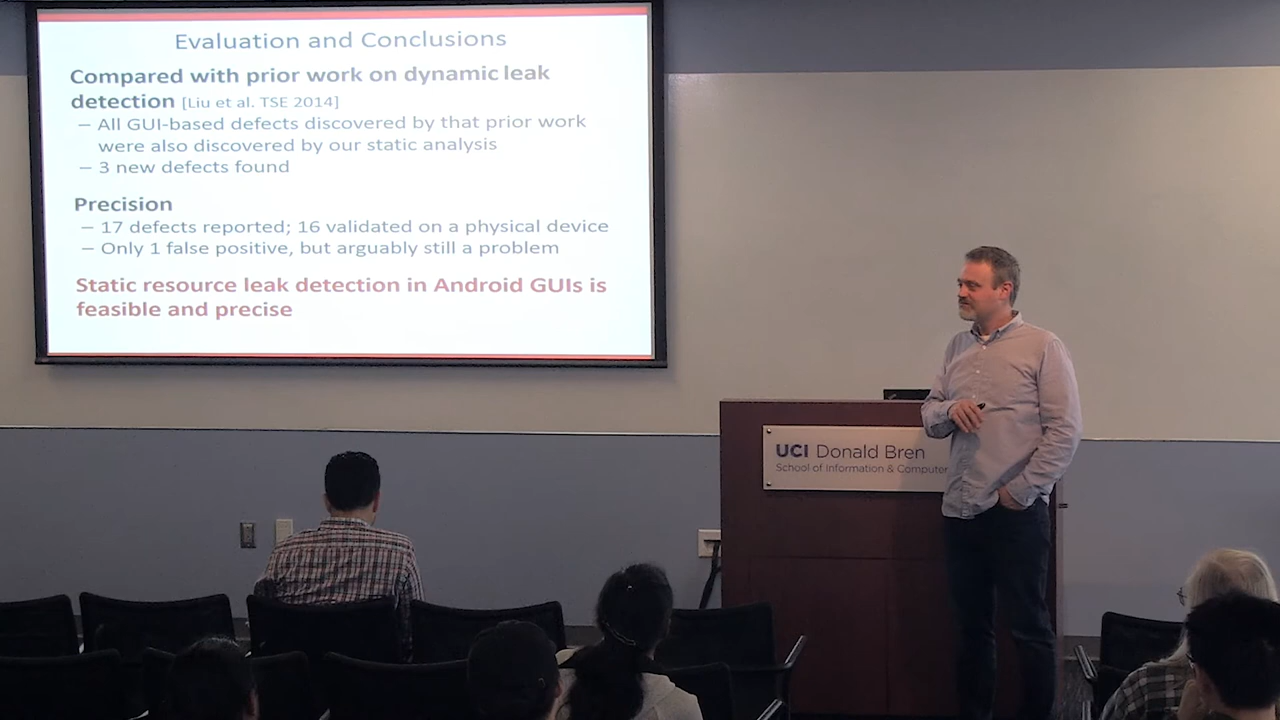 Evaluation and Conclusions
Compared with prior work on dynamic leak
detection [Liu et al. TSE 2014]
– All GUI-based defects discovered by that prior work
were also discovered by our static analysis
– 3 new defects found
Precision
– 17 defects reported; 16 validated on a physical device
– Only 1 false positive, but arguably still a problem
Static resource leak detection in Android GUIs is
feasible and precise
UCI Donald Bren
School of Information & Computer